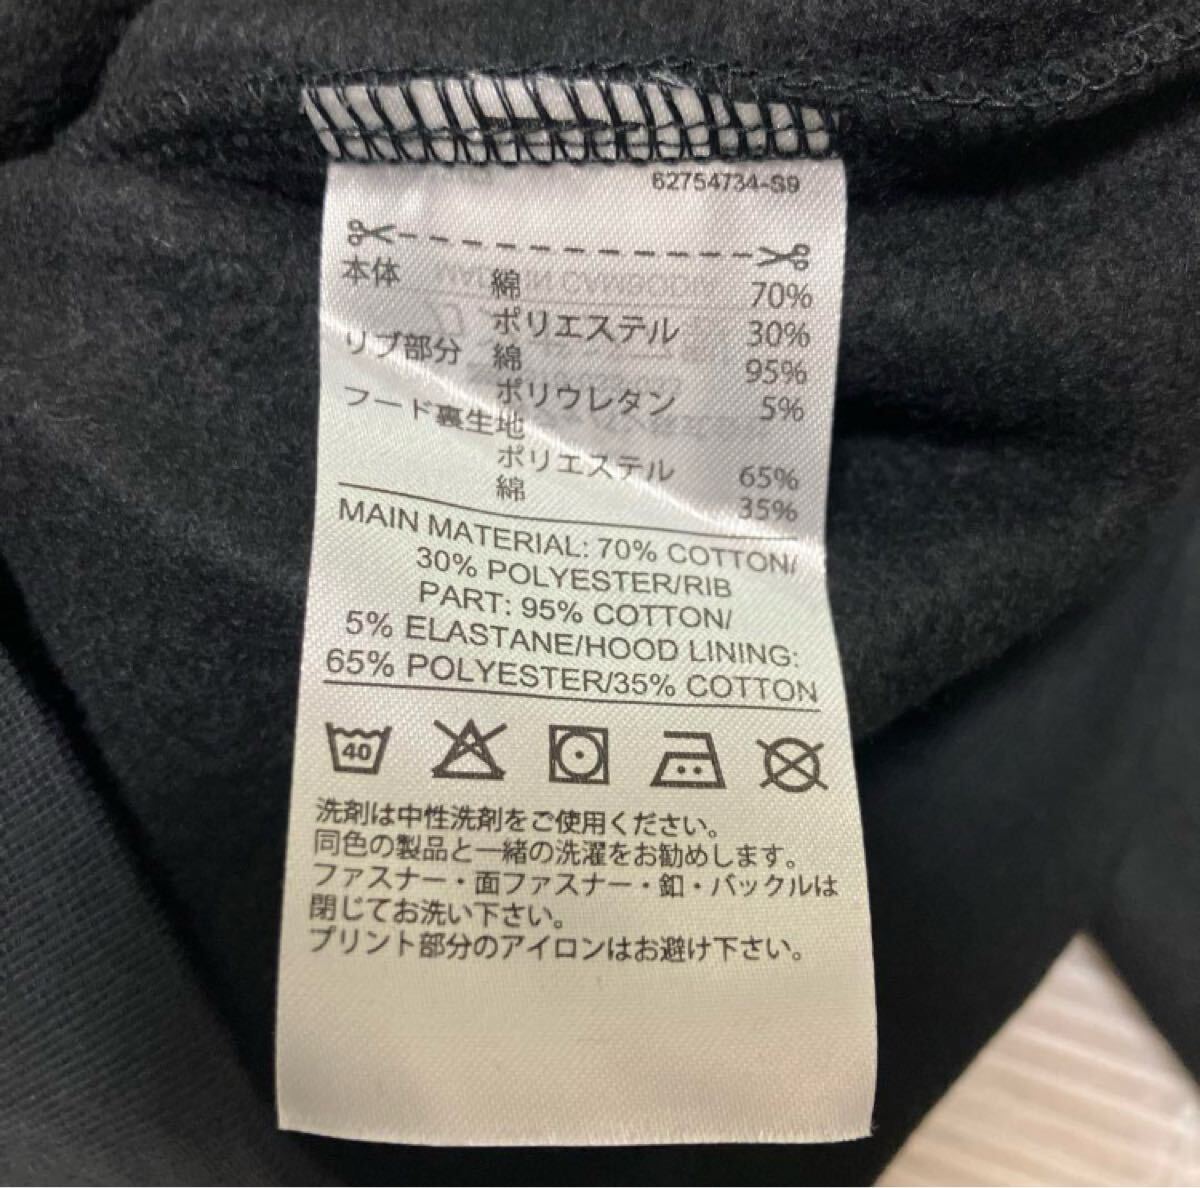 62754734-S9
本体 綿 70%
ポリエステル 30%
リブ部分 綿 95%
ポリウレタン 5%
フード裏生地
ポリエステル 65%
綿 35%
MAIN MATERIAL: 70% COTTON/
30% POLYESTER/RIB
PART: 95% COTTON/
5% ELASTANE/HOOD LINING:
65% POLYESTER/35% COTTON
40
洗剤は中性洗剤をご使用ください。
同色の製品と一緒の洗濯をお勧めします。
ファスナー・面ファスナー・釦・バックルは
閉じてお洗い下さい。
プリント部分のアイロンはお避け下さい。